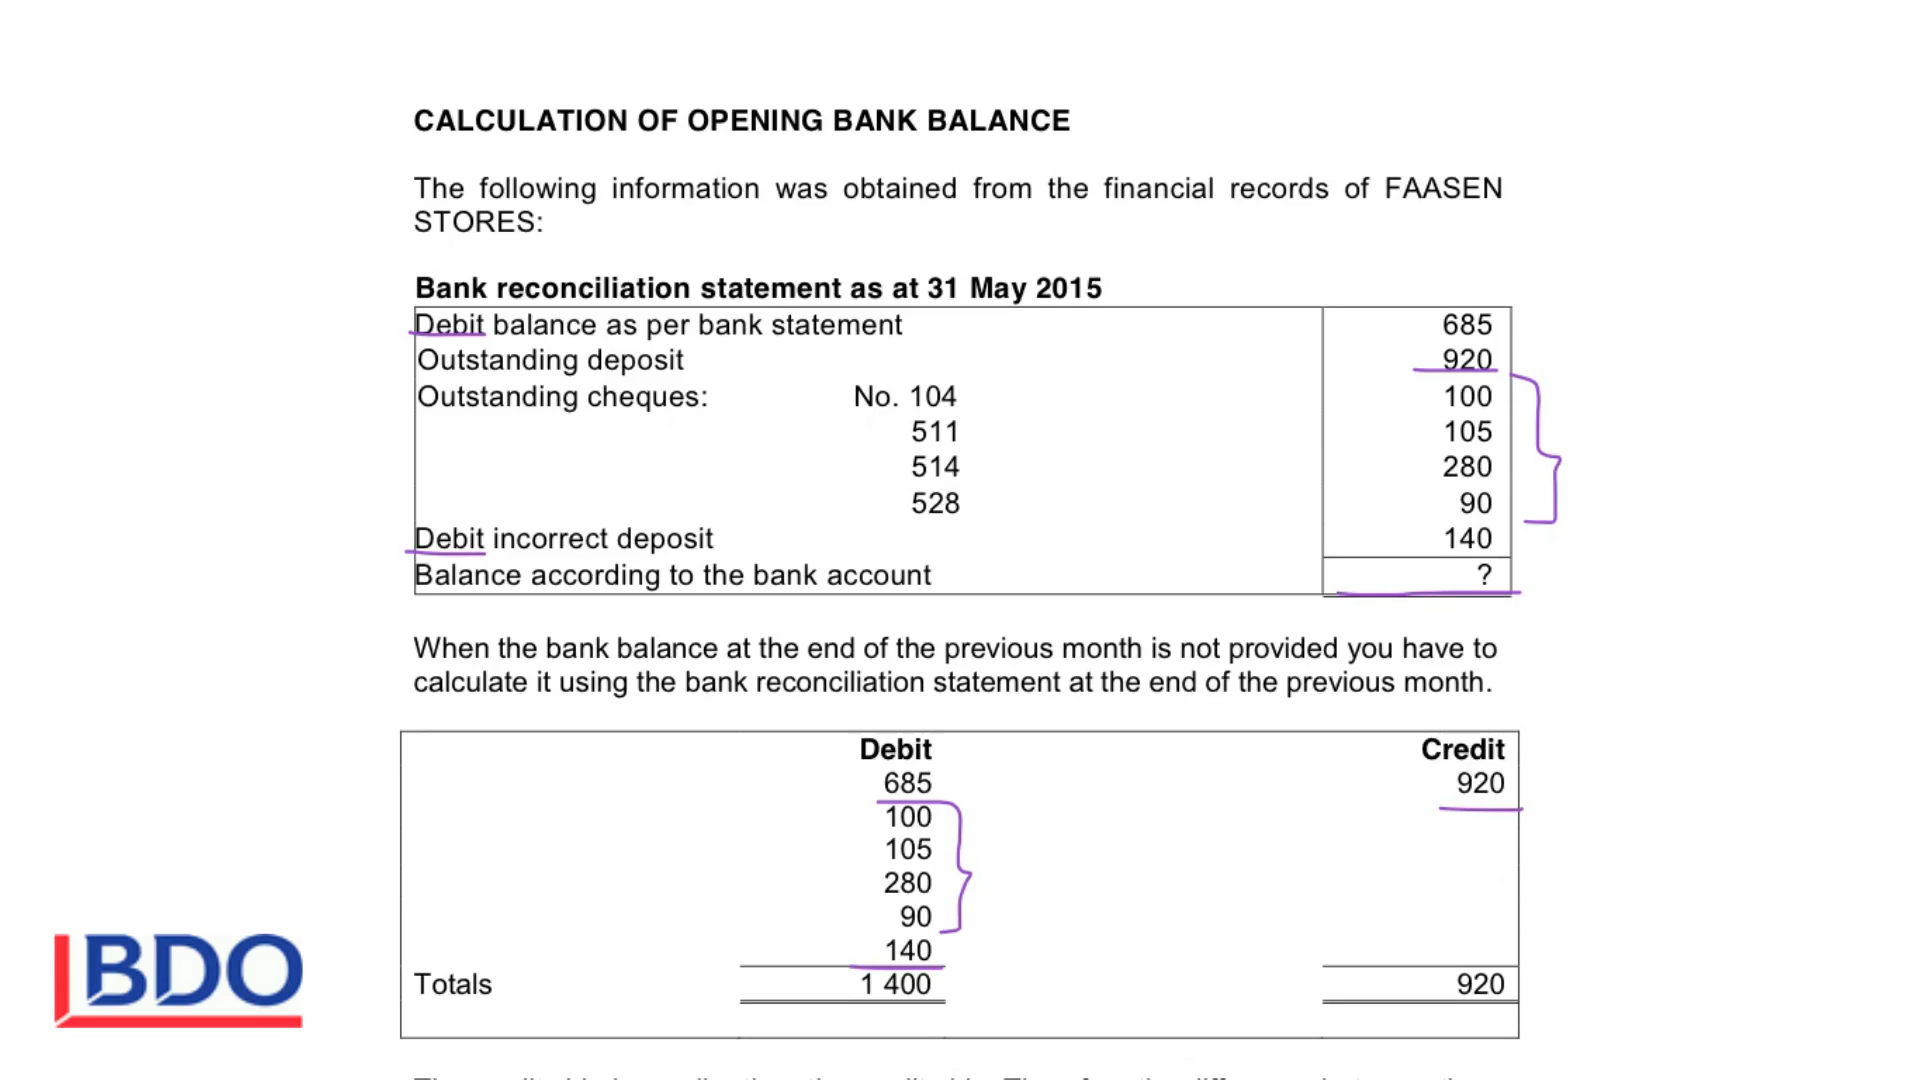 CALCULATION OF OPENING BANK BALANCE
The following information was obtained from the financial records of FAASEN
STORES:
Bank reconciliation statement as at 31 May 2015
Debit balance as per bank statement 685
Outstanding deposit 920
Outstanding cheques: No. 104 100
511 105
514 280
528 90
Debit incorrect deposit 140
Balance according to the bank account ?
When the bank balance at the end of the previous month is not provided you have to
calculate it using the bank reconciliation statement at the end of the previous month.
Debit Credit
685 920
100
105
280
90
140
Totals 1 400 920
BDO